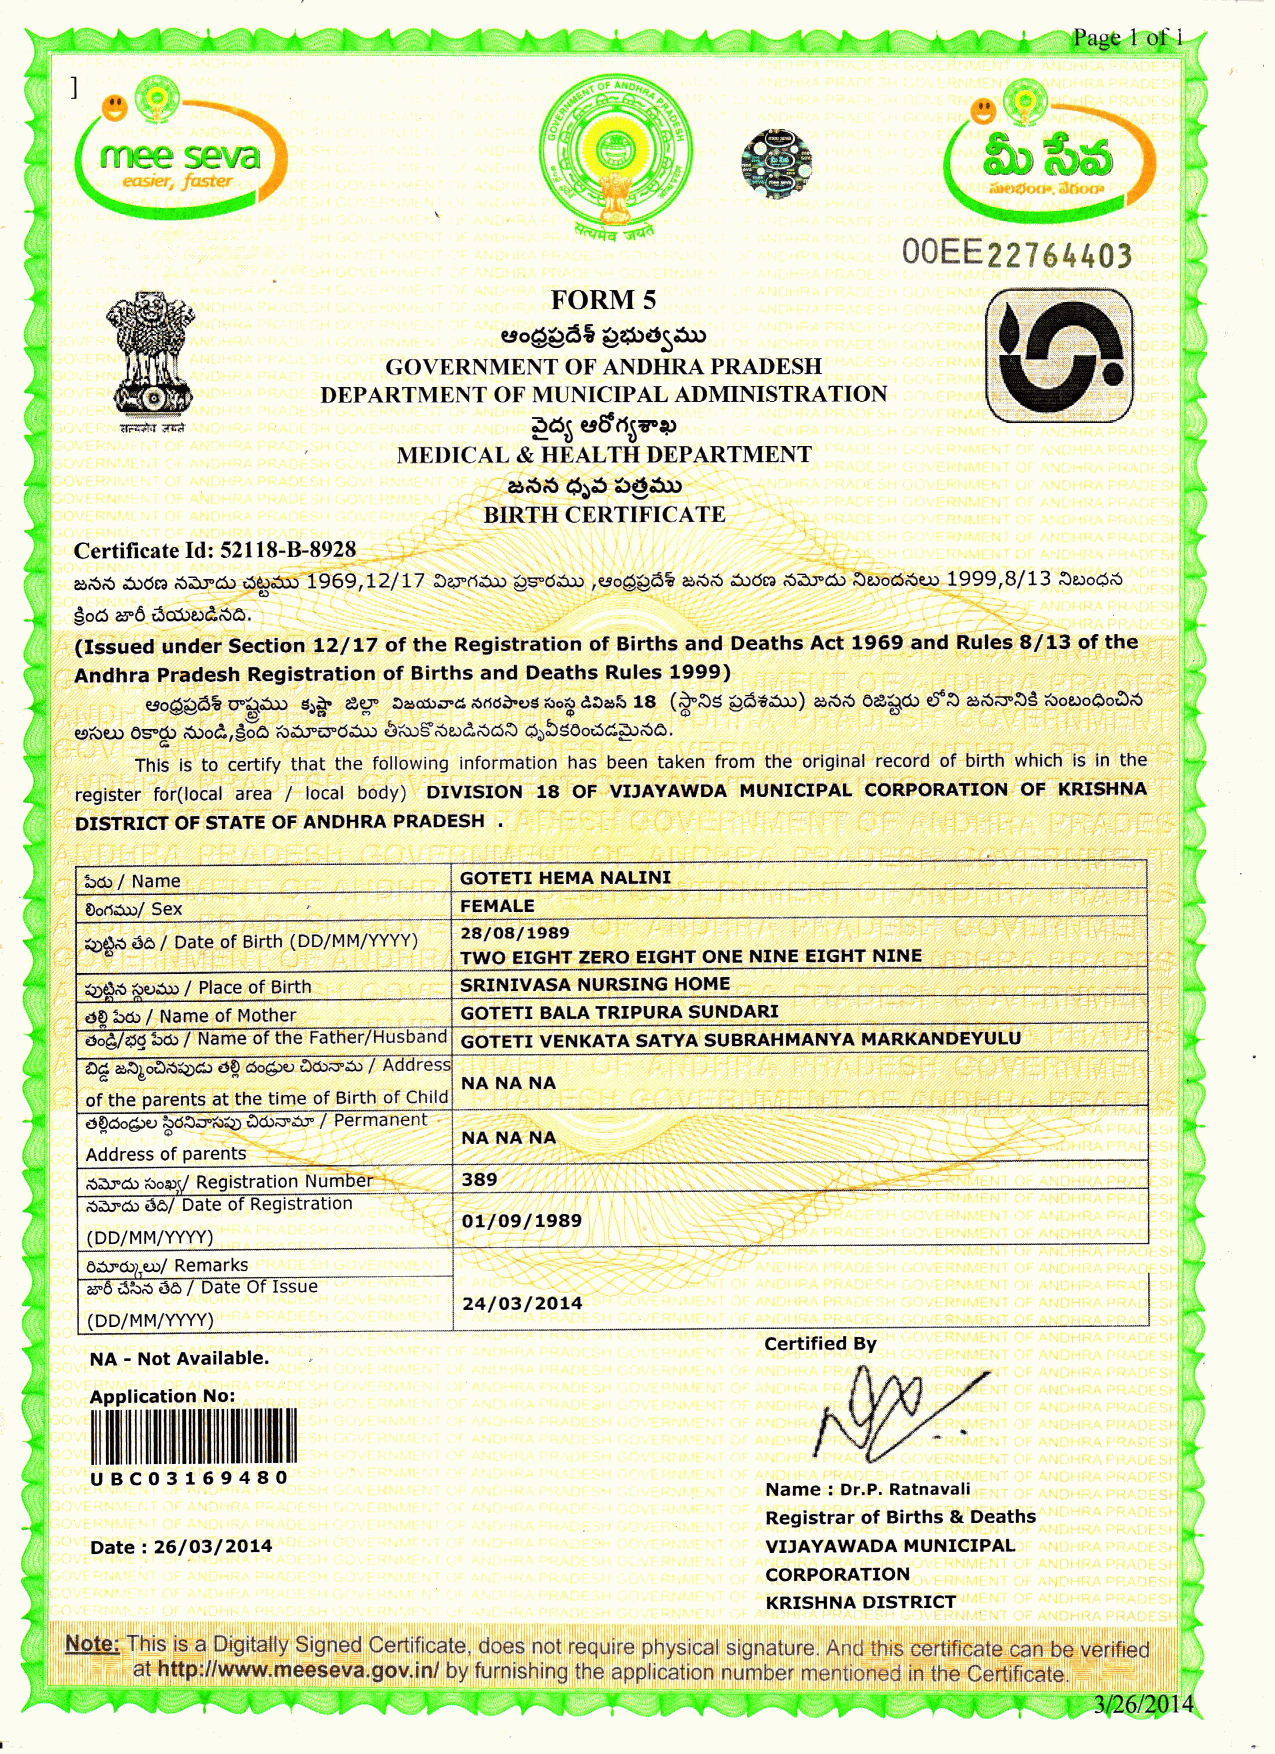 Page 1 of 1
]
mee seva
easier, faster
GOVERNMENT OF ANDHRA PRADESH
सत्यमेव जयते
మీ సేవ
సులభంగా, వేగంగా
00EE22764403
FORM 5
ఆంధ్రప్రదేశ్ ప్రభుత్వము
GOVERNMENT OF ANDHRA PRADESH
DEPARTMENT OF MUNICIPAL ADMINISTRATION
सत्यमेव जयते
వైద్య ఆరోగ్యశాఖ
MEDICAL & HEALTH DEPARTMENT
జనన ధృవ పత్రము
BIRTH CERTIFICATE
Certificate Id: 52118-B-8928
జనన మరణ నమోదు చట్టము 1969,12/17 విభాగము ప్రకారము ,ఆంధ్రప్రదేశ్ జనన మరణ నమోదు నిబందనలు 1999,8/13 నిబంధన
క్రింద జారీ చేయబడినది.
(Issued under Section 12/17 of the Registration of Births and Deaths Act 1969 and Rules 8/13 of the
Andhra Pradesh Registration of Births and Deaths Rules 1999)
ఆంధ్రప్రదేశ్ రాష్ట్రము కృష్ణా జిల్లా విజయవాడ నగరపాలక సంస్థ డివిజన్ 18 (స్థానిక ప్రదేశము) జనన రిజిష్టరు లోని జననానికి సంబంధించిన
అసలు రికార్డు నుండి,క్రింది సమాచారము తీసుకొనబడినదని ధృవీకరించడమైనది.
This is to certify that the following information has been taken from the original record of birth which is in the
register for(local area / local body) DIVISION 18 OF VIJAYAWDA MUNICIPAL CORPORATION OF KRISHNA
DISTRICT OF STATE OF ANDHRA PRADESH .
పేరు / Name GOTETI HEMA NALINI
లింగము/ Sex FEMALE
పుట్టిన తేది / Date of Birth (DD/MM/YYYY) 28/08/1989
TWO EIGHT ZERO EIGHT ONE NINE EIGHT NINE
పుట్టిన స్థలము / Place of Birth SRINIVASA NURSING HOME
తల్లి పేరు / Name of Mother GOTETI BALA TRIPURA SUNDARI
తండ్రి/భర్త పేరు / Name of the Father/Husband GOTETI VENKATA SATYA SUBRAHMANYA MARKANDEYULU
బిడ్డ జన్మించినపుడు తల్లి దండ్రుల చిరునామ / Address
of the parents at the time of Birth of Child NA NA NA
తల్లిదండ్రుల స్థిరనివాసపు చిరునామా / Permanent
Address of parents NA NA NA
నమోదు సంఖ్య/ Registration Number 389
నమోదు తేది/ Date of Registration
(DD/MM/YYYY) 01/09/1989
రిమార్కులు/ Remarks
జారీ చేసిన తేది / Date Of Issue
(DD/MM/YYYY) 24/03/2014
NA - Not Available.
Certified By
Application No:
UBC03169480
Name : Dr.P. Ratnavali
Registrar of Births & Deaths
Date : 26/03/2014
VIJAYAWADA MUNICIPAL
CORPORATION
KRISHNA DISTRICT
Note: This is a Digitally Signed Certificate, does not require physical signature. And this certificate can be verified
at http://www.meeseva.gov.in/ by furnishing the application number mentioned in the Certificate.
3/26/2014